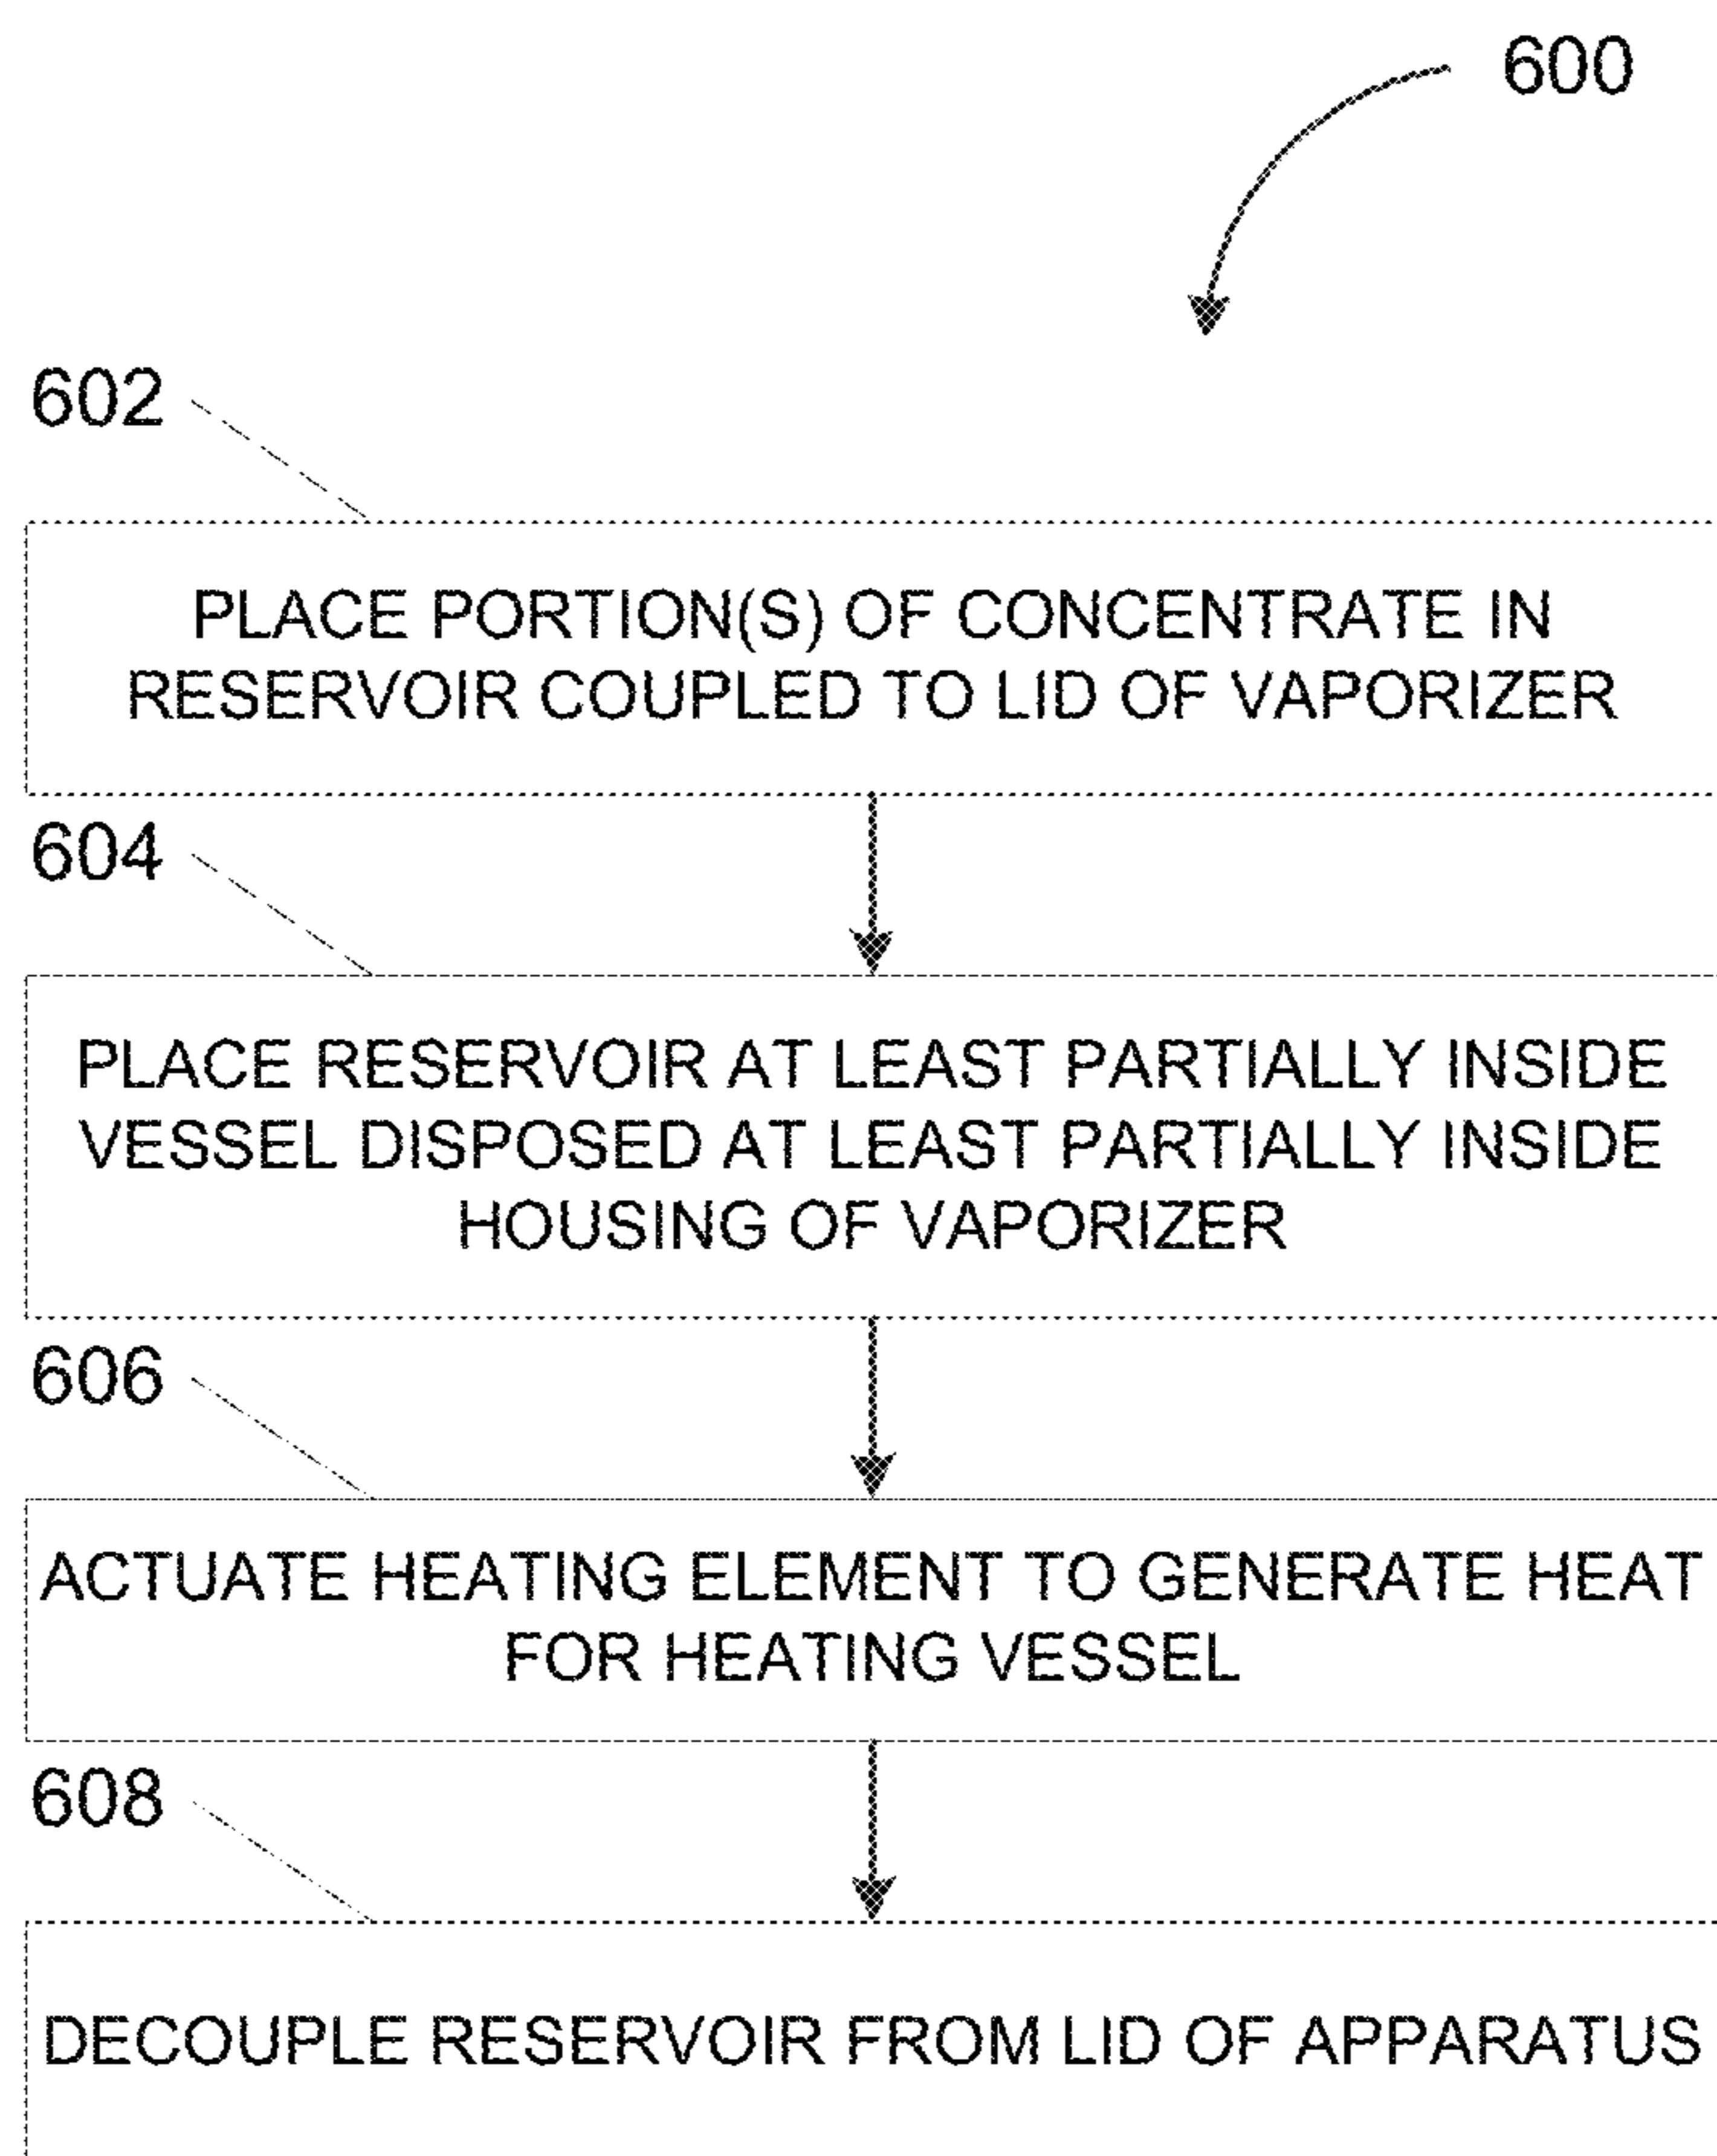 600
602
PLACE PORTION(S) OF CONCENTRATE IN
RESERVOIR COUPLED TO LID OF VAPORIZER
604
PLACE RESERVOIR AT LEAST PARTIALLY INSIDE
VESSEL DISPOSED AT LEAST PARTIALLY INSIDE
HOUSING OF VAPORIZER
606
ACTUATE HEATING ELEMENT TO GENERATE HEAT
FOR HEATING VESSEL
608
DECOUPLE RESERVOIR FROM LID OF APPARATUS